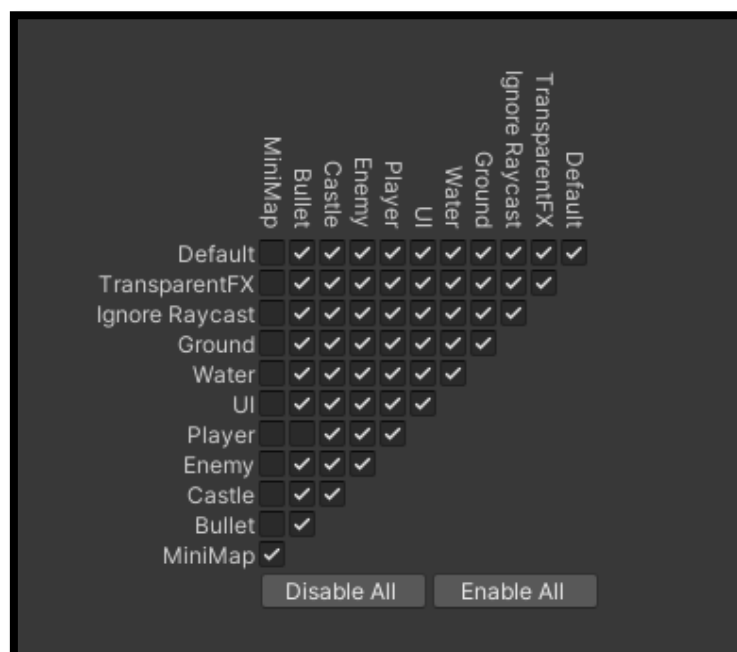 MiniMap
Bullet
Castle
Enemy
Player
UI
Water
Ground
Ignore Raycast
TransparentFX
Default
Default
TransparentFX
Ignore Raycast
Ground
Water
UI
Player
Enemy
Castle
Bullet
MiniMap
Disable All Enable All